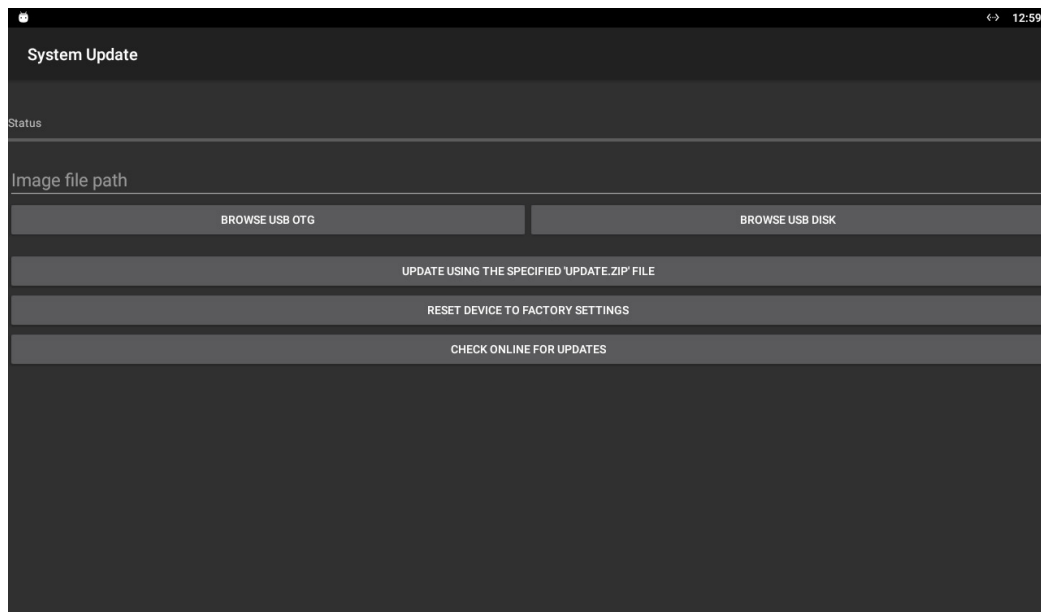 12:59
System Update
Status
Image file path
BROWSE USB OTG
BROWSE USB DISK
UPDATE USING THE SPECIFIED 'UPDATE.ZIP' FILE
RESET DEVICE TO FACTORY SETTINGS
CHECK ONLINE FOR UPDATES